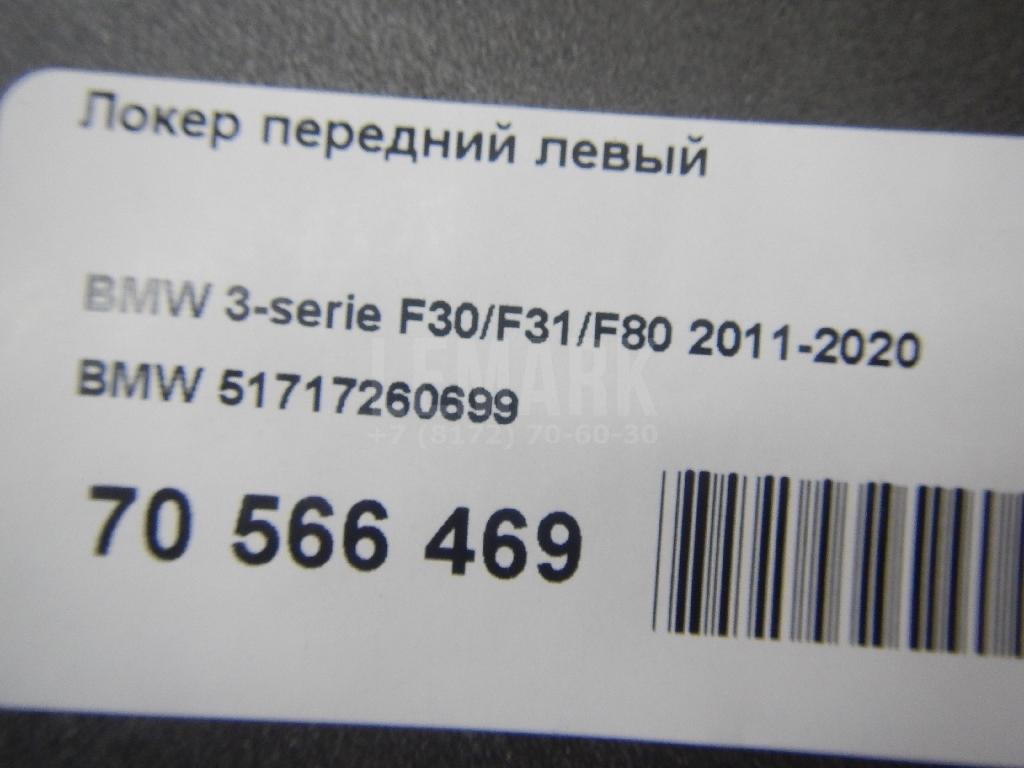 Локер передний левый
BMW 3-serie F30/F31/F80 2011-2020
BMW 51717260699
LEMARK
+7 (8172) 70-60-30
70 566 469